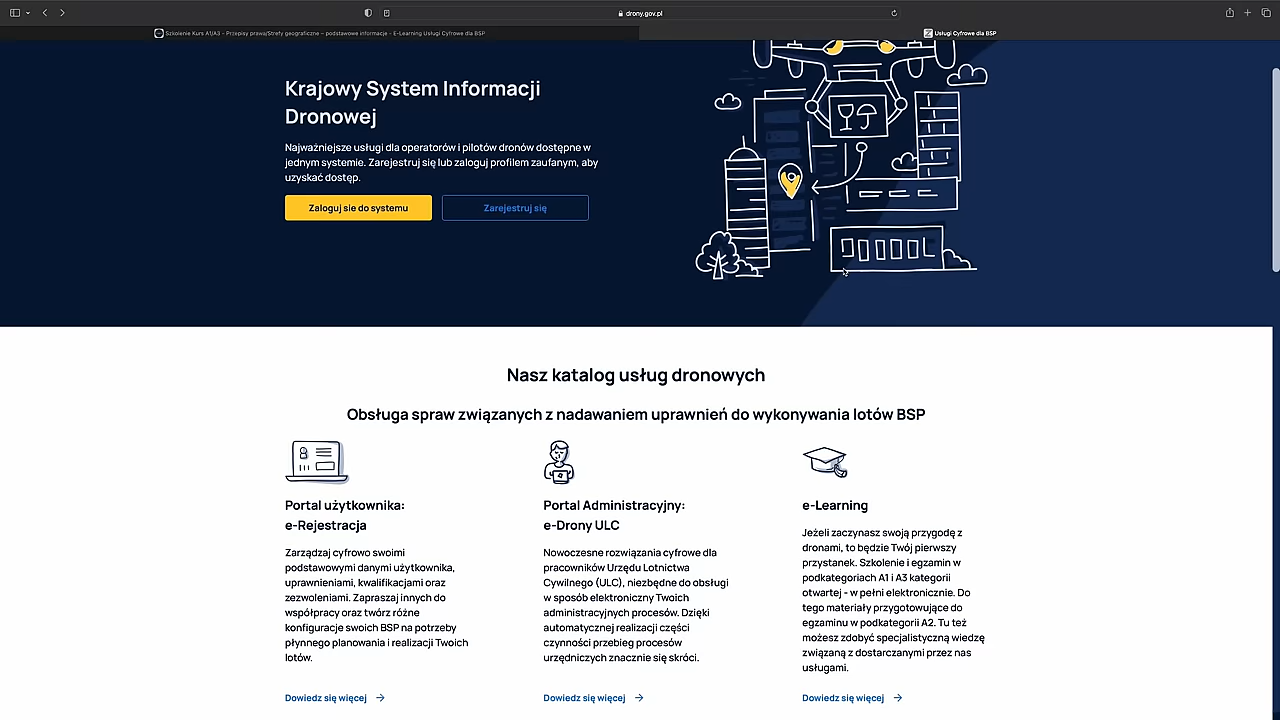 drony.gov.pl
Szkolenie Kurs A1/A3 - Przepisy prawa/Strefy geograficzne – podstawowe informacje - E-Learning Usługi Cyfrowe dla BSP
Usługi Cyfrowe dla BSP
Krajowy System Informacji
Dronowej
Najważniejsze usługi dla operatorów i pilotów dronów dostępne w
jednym systemie. Zarejestruj się lub zaloguj profilem zaufanym, aby
uzyskać dostęp.
Zaloguj sie do systemu
Zarejestruj się
Nasz katalog usług dronowych
Obsługa spraw związanych z nadawaniem uprawnień do wykonywania lotów BSP
Portal użytkownika:
e-Rejestracja
Zarządzaj cyfrowo swoimi
podstawowymi danymi użytkownika,
uprawnieniami, kwalifikacjami oraz
zezwoleniami. Zapraszaj innych do
współpracy oraz twórz różne
konfiguracje swoich BSP na potrzeby
płynnego planowania i realizacji Twoich
lotów.
Dowiedz się więcej
Portal Administracyjny:
e-Drony ULC
Nowoczesne rozwiązania cyfrowe dla
pracowników Urzędu Lotnictwa
Cywilnego (ULC), niezbędne do obsługi
w sposób elektroniczny Twoich
administracyjnych procesów. Dzięki
automatycznej realizacji części
czynności przebieg procesów
urzędniczych znacznie się skróci.
Dowiedz się więcej
e-Learning
Jeżeli zaczynasz swoją przygodę z
dronami, to będzie Twój pierwszy
przystanek. Szkolenie i egzamin w
podkategoriach A1 i A3 kategorii
otwartej - w pełni elektronicznie. Do
tego materiały przygotowujące do
egzaminu w podkategorii A2. Tu też
możesz zdobyć specjalistyczną wiedzę
związaną z dostarczanymi przez nas
usługami.
Dowiedz się więcej